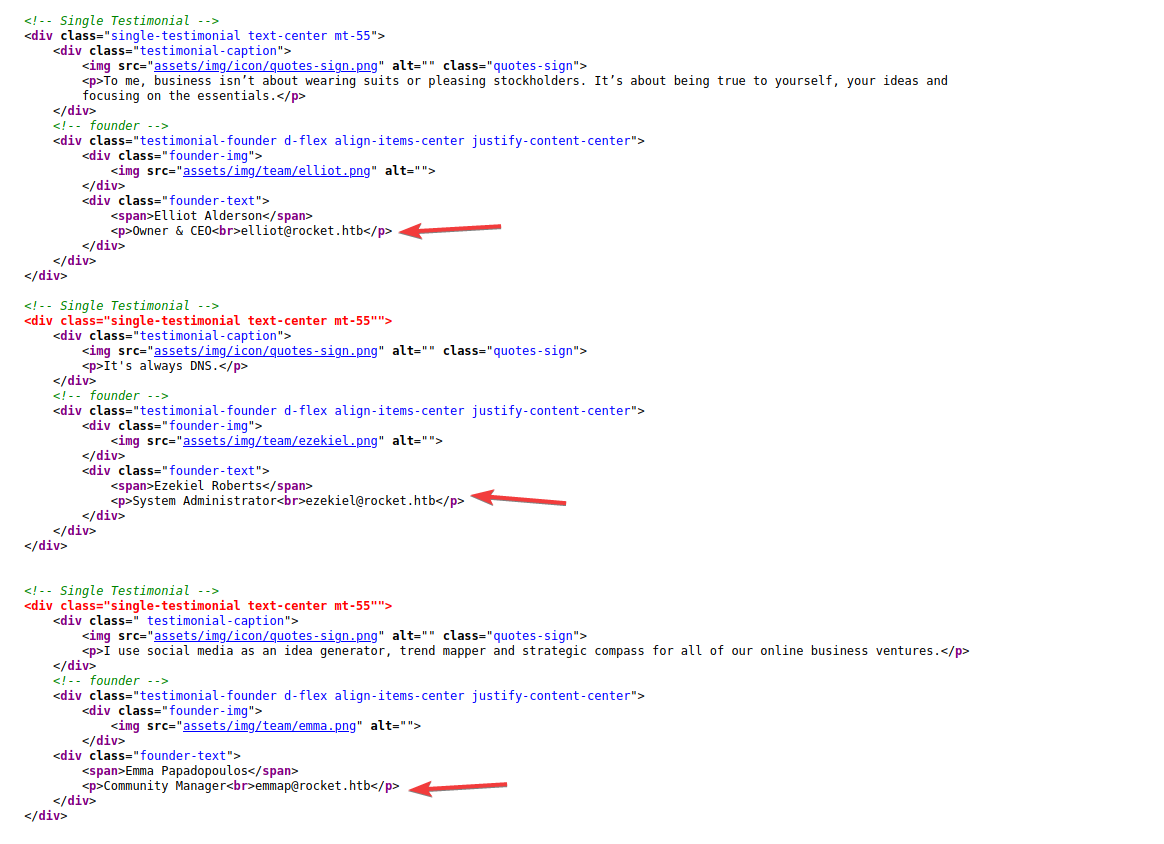 <!-- Single Testimonial -->
<div class="single-testimonial text-center mt-55">
    <div class="testimonial-caption">
        <img src="assets/img/icon/quotes-sign.png" alt="" class="quotes-sign">
        <p>To me, business isn’t about wearing suits or pleasing stockholders. It’s about being true to yourself, your ideas and
        focusing on the essentials.</p>
    </div>
    <!-- founder -->
    <div class="testimonial-founder d-flex align-items-center justify-content-center">
        <div class="founder-img">
            <img src="assets/img/team/elliot.png" alt="">
        </div>
        <div class="founder-text">
            <span>Elliot Alderson</span>
            <p>Owner & CEO<br>elliot@rocket.htb</p>
        </div>
    </div>
</div>

<!-- Single Testimonial -->
<div class="single-testimonial text-center mt-55"">
    <div class="testimonial-caption">
        <img src="assets/img/icon/quotes-sign.png" alt="" class="quotes-sign">
        <p>It's always DNS.</p>
    </div>
    <!-- founder -->
    <div class="testimonial-founder d-flex align-items-center justify-content-center">
        <div class="founder-img">
            <img src="assets/img/team/ezekiel.png" alt="">
        </div>
        <div class="founder-text">
            <span>Ezekiel Roberts</span>
            <p>System Administrator<br>ezekiel@rocket.htb</p>
        </div>
    </div>
</div>

<!-- Single Testimonial -->
<div class="single-testimonial text-center mt-55"">
    <div class=" testimonial-caption">
        <img src="assets/img/icon/quotes-sign.png" alt="" class="quotes-sign">
        <p>I use social media as an idea generator, trend mapper and strategic compass for all of our online business ventures.</p>
    </div>
    <!-- founder -->
    <div class="testimonial-founder d-flex align-items-center justify-content-center">
        <div class="founder-img">
            <img src="assets/img/team/emma.png" alt="">
        </div>
    <div class="founder-text">
        <span>Emma Papadopoulos</span>
        <p>Community Manager<br>emmap@rocket.htb</p>
    </div>
</div>